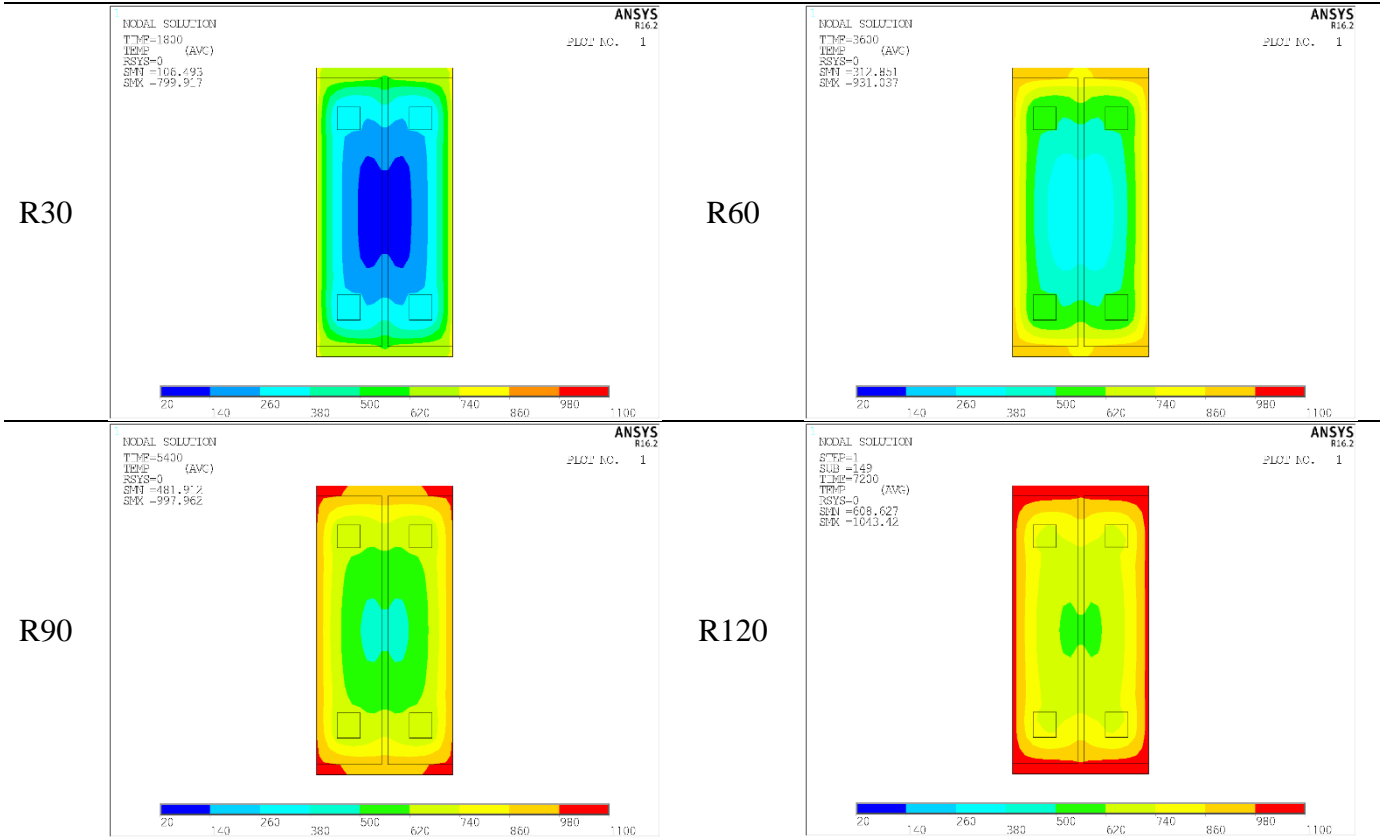 ANSYS
R16.2
NODAL SOLUTION
TIME=1800
TEMP (AVG)
RSYS=0
SMN =106.493
SMX =799.917
PLOT NO. 1
R30
20 140 260 380 500 620 740 860 980 1100
ANSYS
R16.2
NODAL SOLUTION
TIME=3600
TEMP (AVG)
RSYS=0
SMN =312.851
SMX =931.037
PLOT NO. 1
R60
20 140 260 380 500 620 740 860 980 1100
ANSYS
R16.2
NODAL SOLUTION
TIME=5400
TEMP (AVG)
RSYS=0
SMN =481.912
SMX =997.962
PLOT NO. 1
R90
20 140 260 380 500 620 740 860 980 1100
ANSYS
R16.2
NODAL SOLUTION
STEP=1
SUB =149
TIME=7200
TEMP (AVG)
RSYS=0
SMN =608.627
SMX =1043.42
PLOT NO. 1
R120
20 140 260 380 500 620 740 860 980 1100